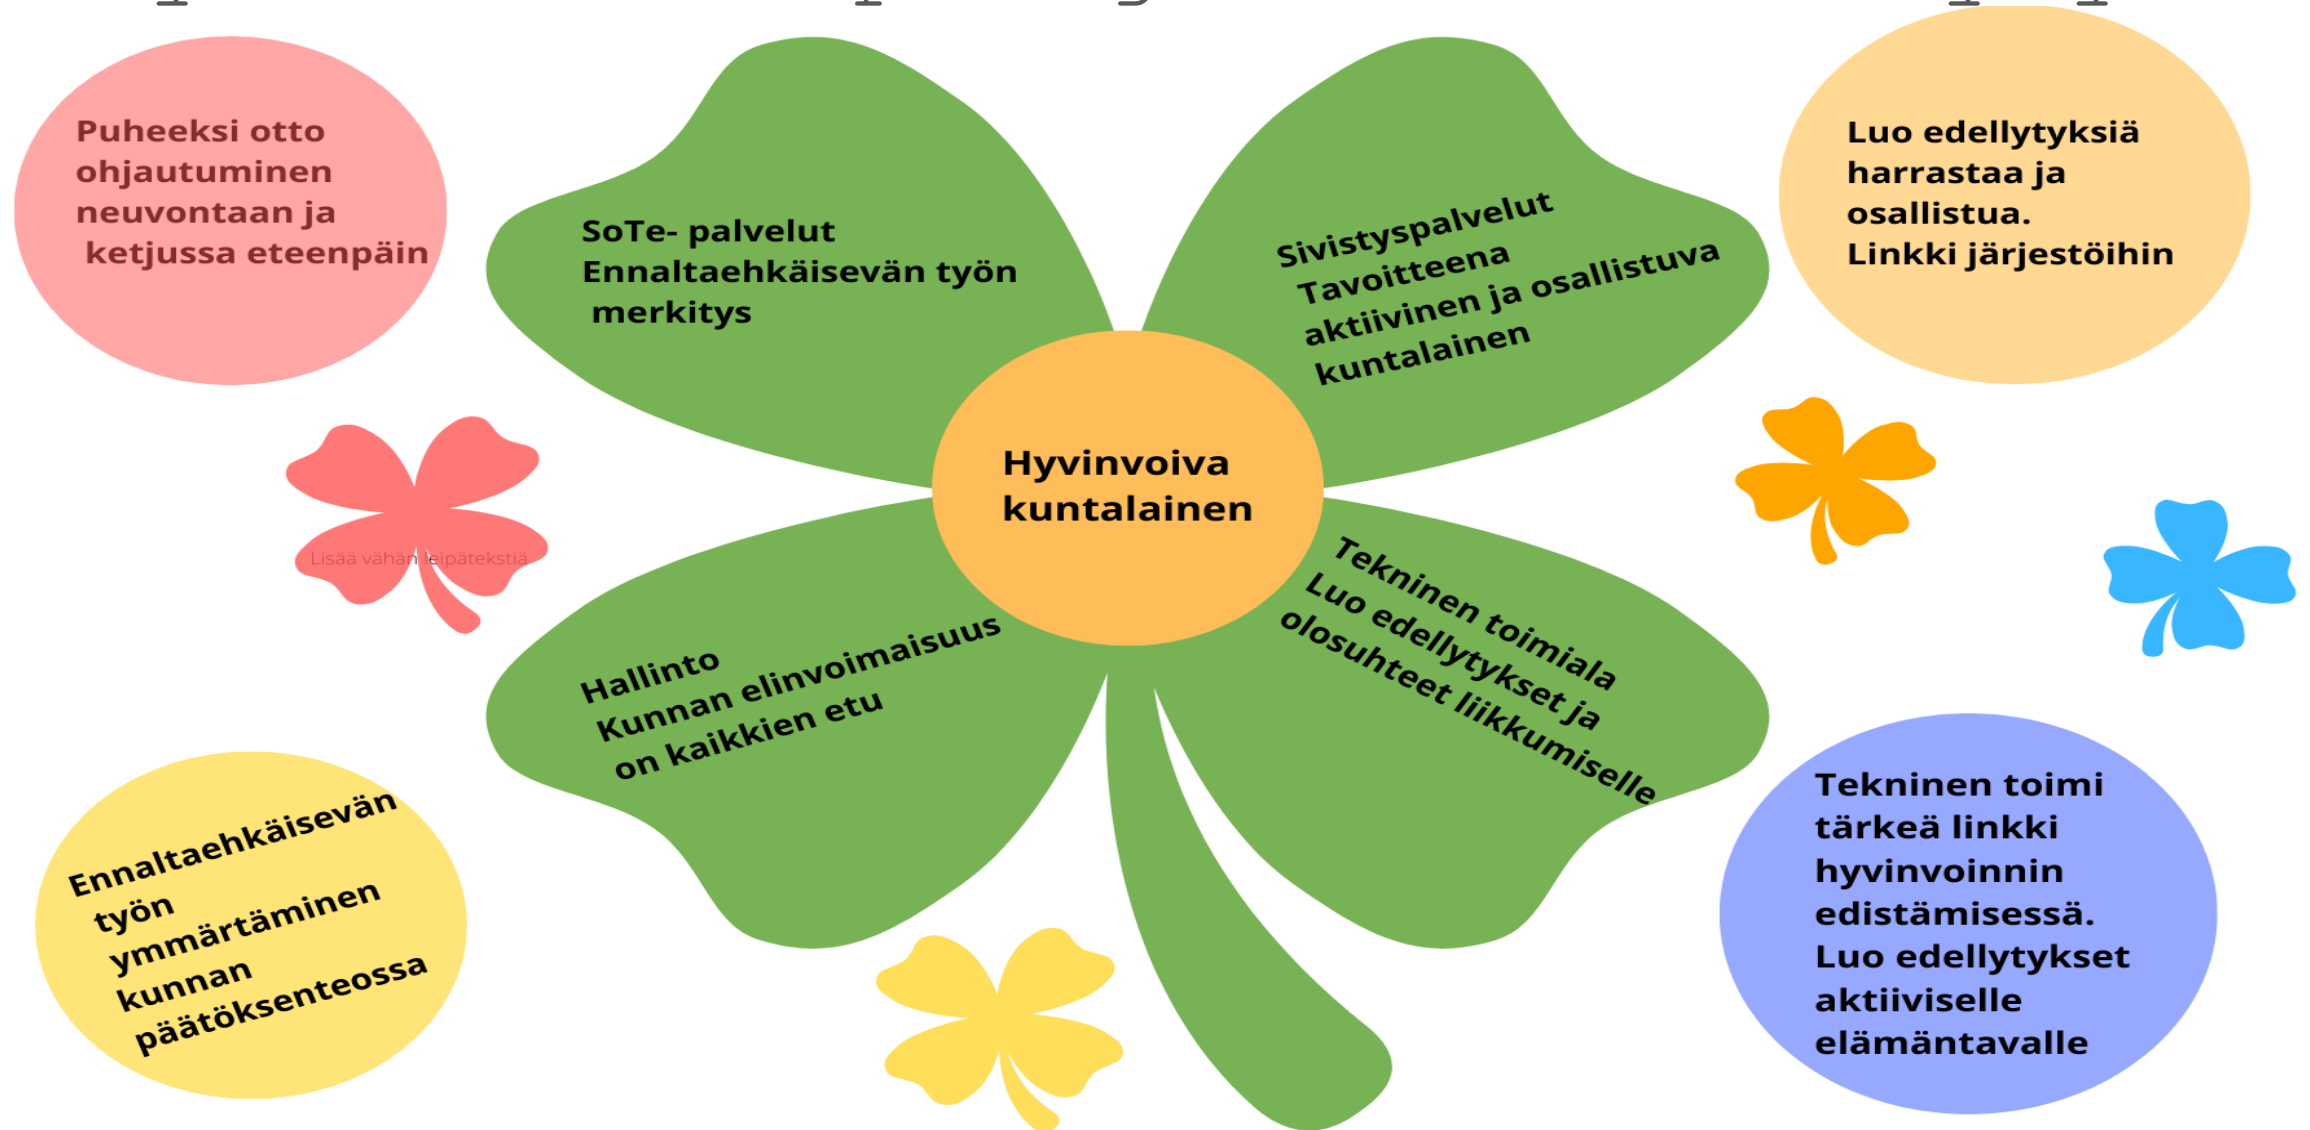 Puheeksi otto
ohjautuminen
neuvontaan ja
ketjussa eteenpäin
SoTe- palvelut
Ennaltaehkäisevän työn
merkitys
Sivistyspalvelut
Tavoitteena
aktiivinen ja osallistuva
kuntalainen
Luo edellytyksiä
harrastaa ja
osallistua.
Linkki järjestöihin
Hyvinvoiva
kuntalainen
Lisää vähän leipätekstiä
Hallinto
Kunnan elinvoimaisuus
on kaikkien etu
Tekninen toimiala
Luo edellytykset ja
olosuhteet liikkumiselle
Ennaltaehkäisevän
työn
ymmärtäminen
kunnan
päätöksenteossa
Tekninen toimi
tärkeä linkki
hyvinvoinnin
edistämisessä.
Luo edellytykset
aktiiviselle
elämäntavalle